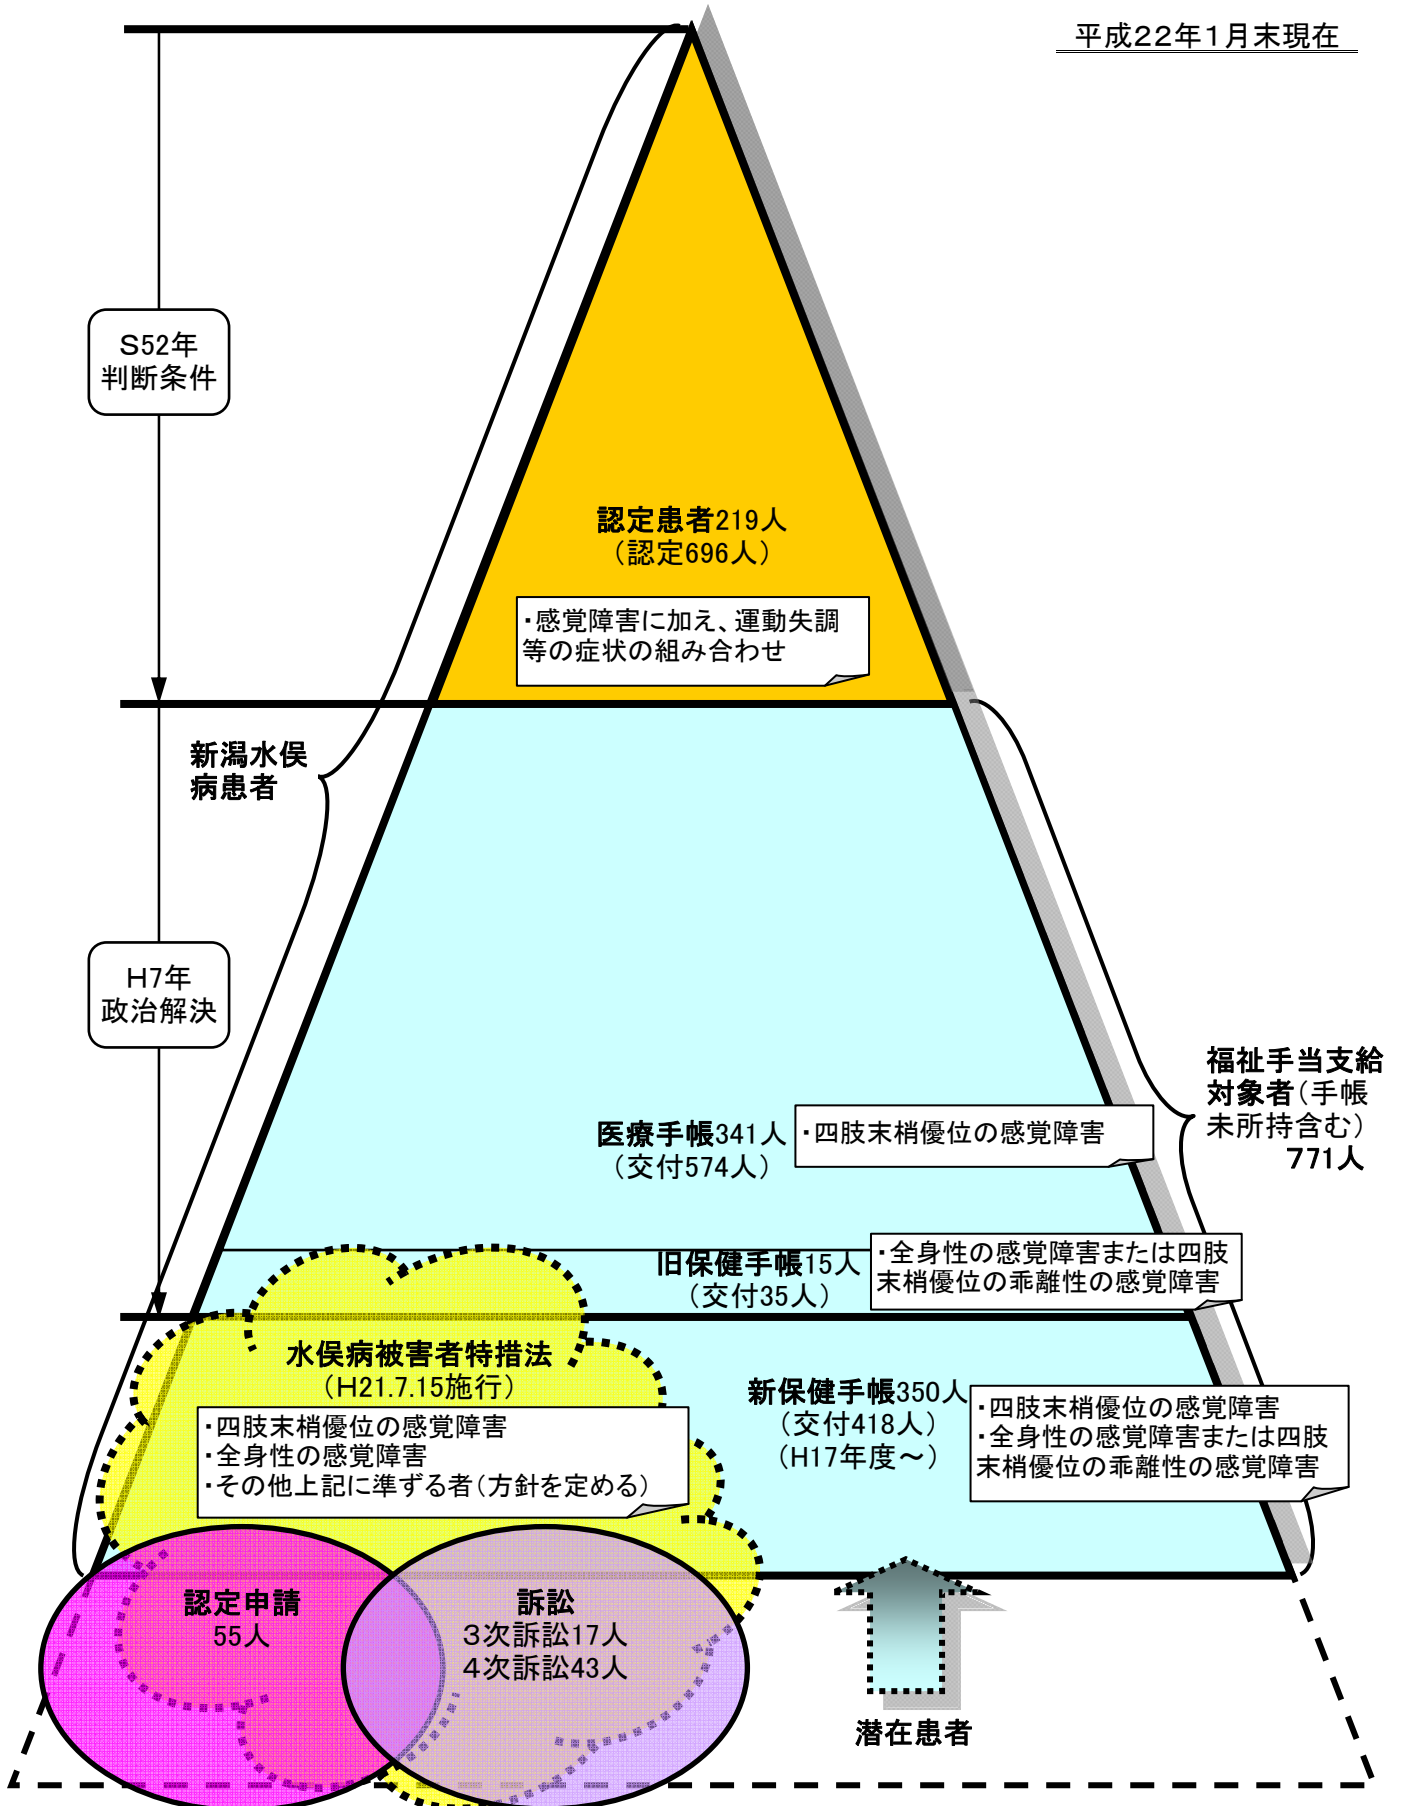 平成22年1月末現在
S52年
判断条件
認定患者219人
（認定696人）
・感覚障害に加え、運動失調
等の症状の組み合わせ
新潟水俣
病患者
H7年
政治解決
福祉手当支給
対象者（手帳
未所持含む）
771人
医療手帳341人
（交付574人）
・四肢末梢優位の感覚障害
旧保健手帳15人
（交付35人）
・全身性の感覚障害または四肢
末梢優位の乖離性の感覚障害
水俣病被害者特措法
（H21.7.15施行）
・四肢末梢優位の感覚障害
・全身性の感覚障害
・その他上記に準ずる者（方針を定める）
新保健手帳350人
（交付418人）
（H17年度～）
・四肢末梢優位の感覚障害
・全身性の感覚障害または四肢
末梢優位の乖離性の感覚障害
認定申請
55人
訴訟
３次訴訟17人
４次訴訟43人
潜在患者